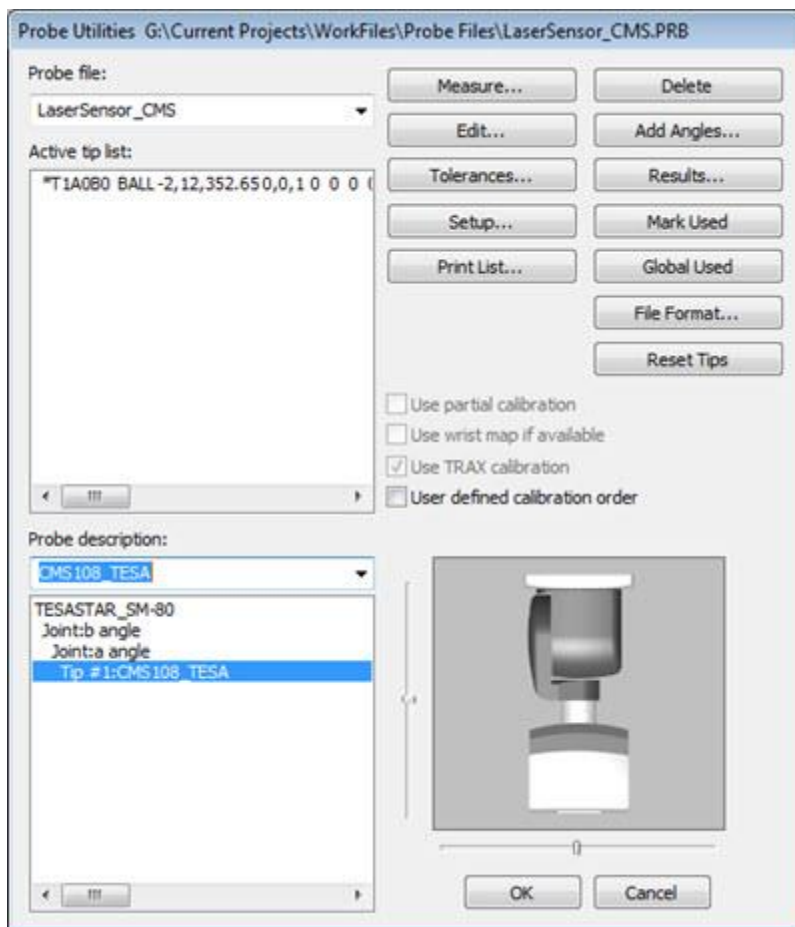 Probe Utilities G:\Current Projects\WorkFiles\Probe Files\LaserSensor_CMS.PRB
Probe file:
LaserSensor_CMS
Active tip list:
*T1A0B0 BALL -2,12,352.65 0,0,1 0 0 0 0
Measure...
Delete
Edit...
Add Angles...
Tolerances...
Results...
Setup...
Mark Used
Print List...
Global Used
File Format...
Reset Tips
Use partial calibration
Use wrist map if available
Use TRAX calibration
User defined calibration order
Probe description:
CMS108_TESA
TESASTAR_SM-80
Joint:b angle
Joint:a angle
Tip #1:CMS108_TESA
OK
Cancel